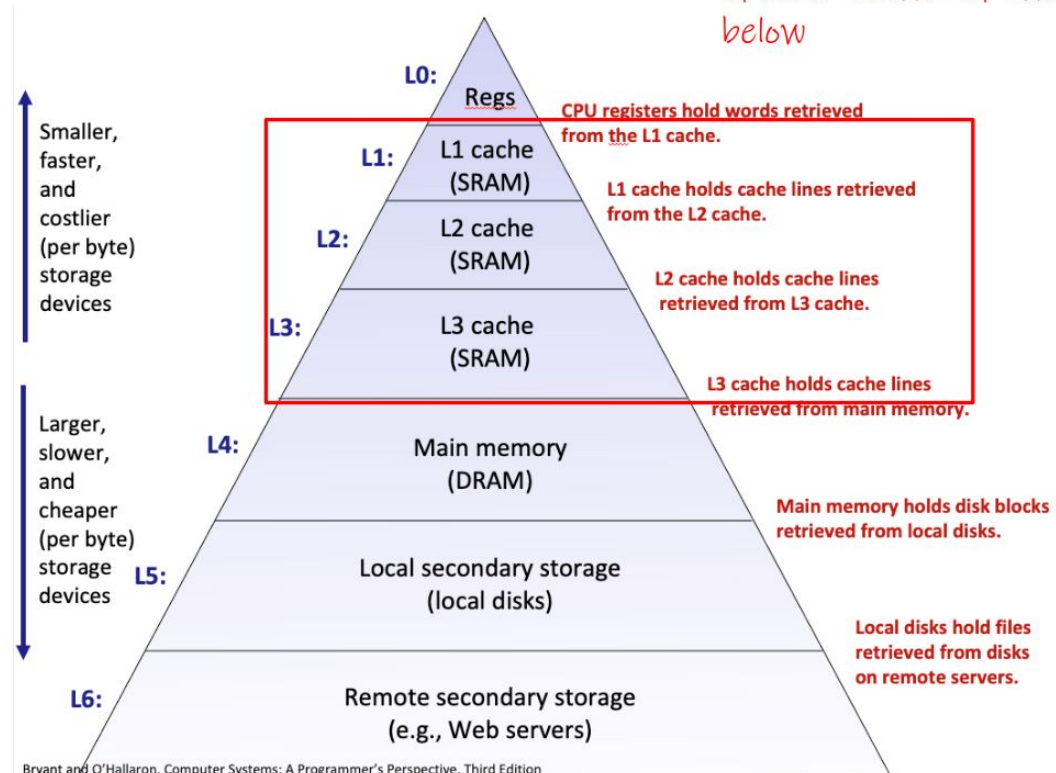 below
L0:
Regs
CPU registers hold words retrieved
from the L1 cache.
Smaller,
faster,
and
costlier
(per byte)
storage
devices
L1:
L1 cache
(SRAM)
L1 cache holds cache lines retrieved
from the L2 cache.
L2:
L2 cache
(SRAM)
L2 cache holds cache lines
retrieved from L3 cache.
L3:
L3 cache
(SRAM)
L3 cache holds cache lines
retrieved from main memory.
Larger,
slower,
and
cheaper
(per byte)
storage
devices
L4:
Main memory
(DRAM)
Main memory holds disk blocks
retrieved from local disks.
L5:
Local secondary storage
(local disks)
Local disks hold files
retrieved from disks
on remote servers.
L6:
Remote secondary storage
(e.g., Web servers)
Bryant and O'Hallaron, Computer Systems: A Programmer's Perspective, Third Edition